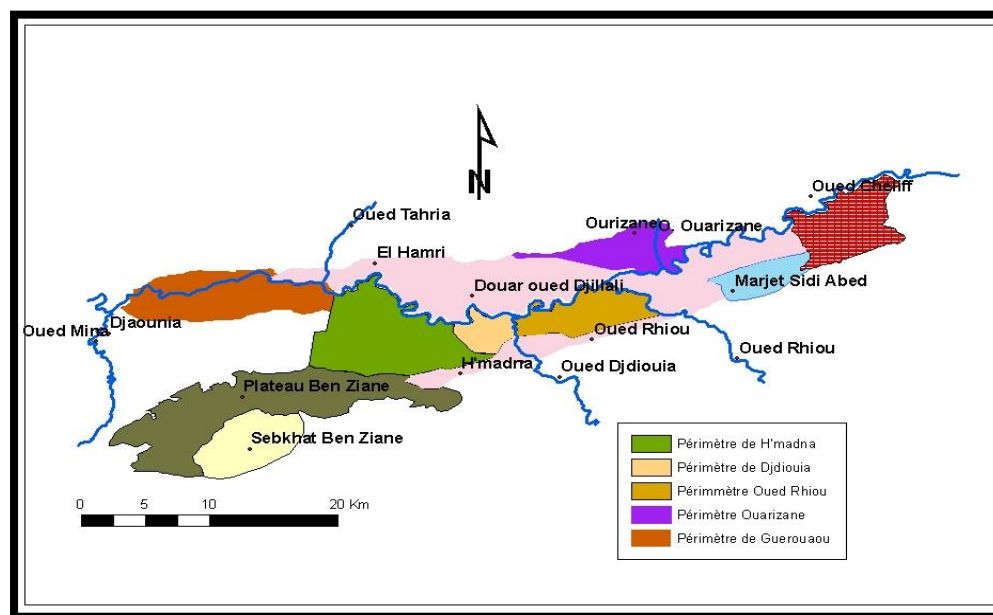 N
Oued Cheliff
Oued Tahria
Ourizane
O. Ouarizane
El Hamri
Marjet Sidi Abed
Douar oued Djillali
Djaounia
Oued Mina
Oued Rhiou
Oued Rhiou
H'madna
Oued Djdiouia
Plateau Ben Ziane
Sebkhat Ben Ziane
Périmètre de H'madna
Périmètre de Djdiouia
Périmmètre Oued Rhiou
Périmètre Ouarizane
Périmètre de Guerouaou
0 5 10 20 Km